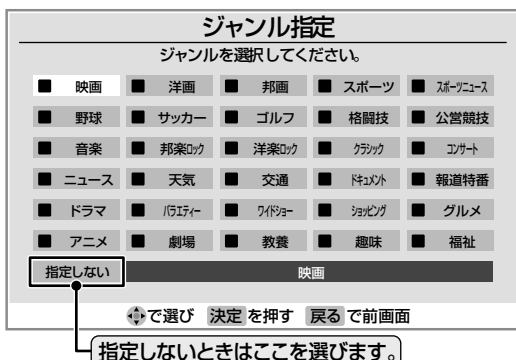 ジャンル指定
ジャンルを選択してください。
映画 洋画 邦画 スポーツ スポーツニュース
野球 サッカー ゴルフ 格闘技 公営競技
音楽 邦楽ロック 洋楽ロック クラシック コンサート
ニュース 天気 交通 ドキュメント 報道特番
ドラマ バラエティー ワイドショー ショッピング グルメ
アニメ 劇場 教養 趣味 福祉
指定しない 映画
で選び 決定 を押す 戻る で前画面
指定しないときはここを選びます。